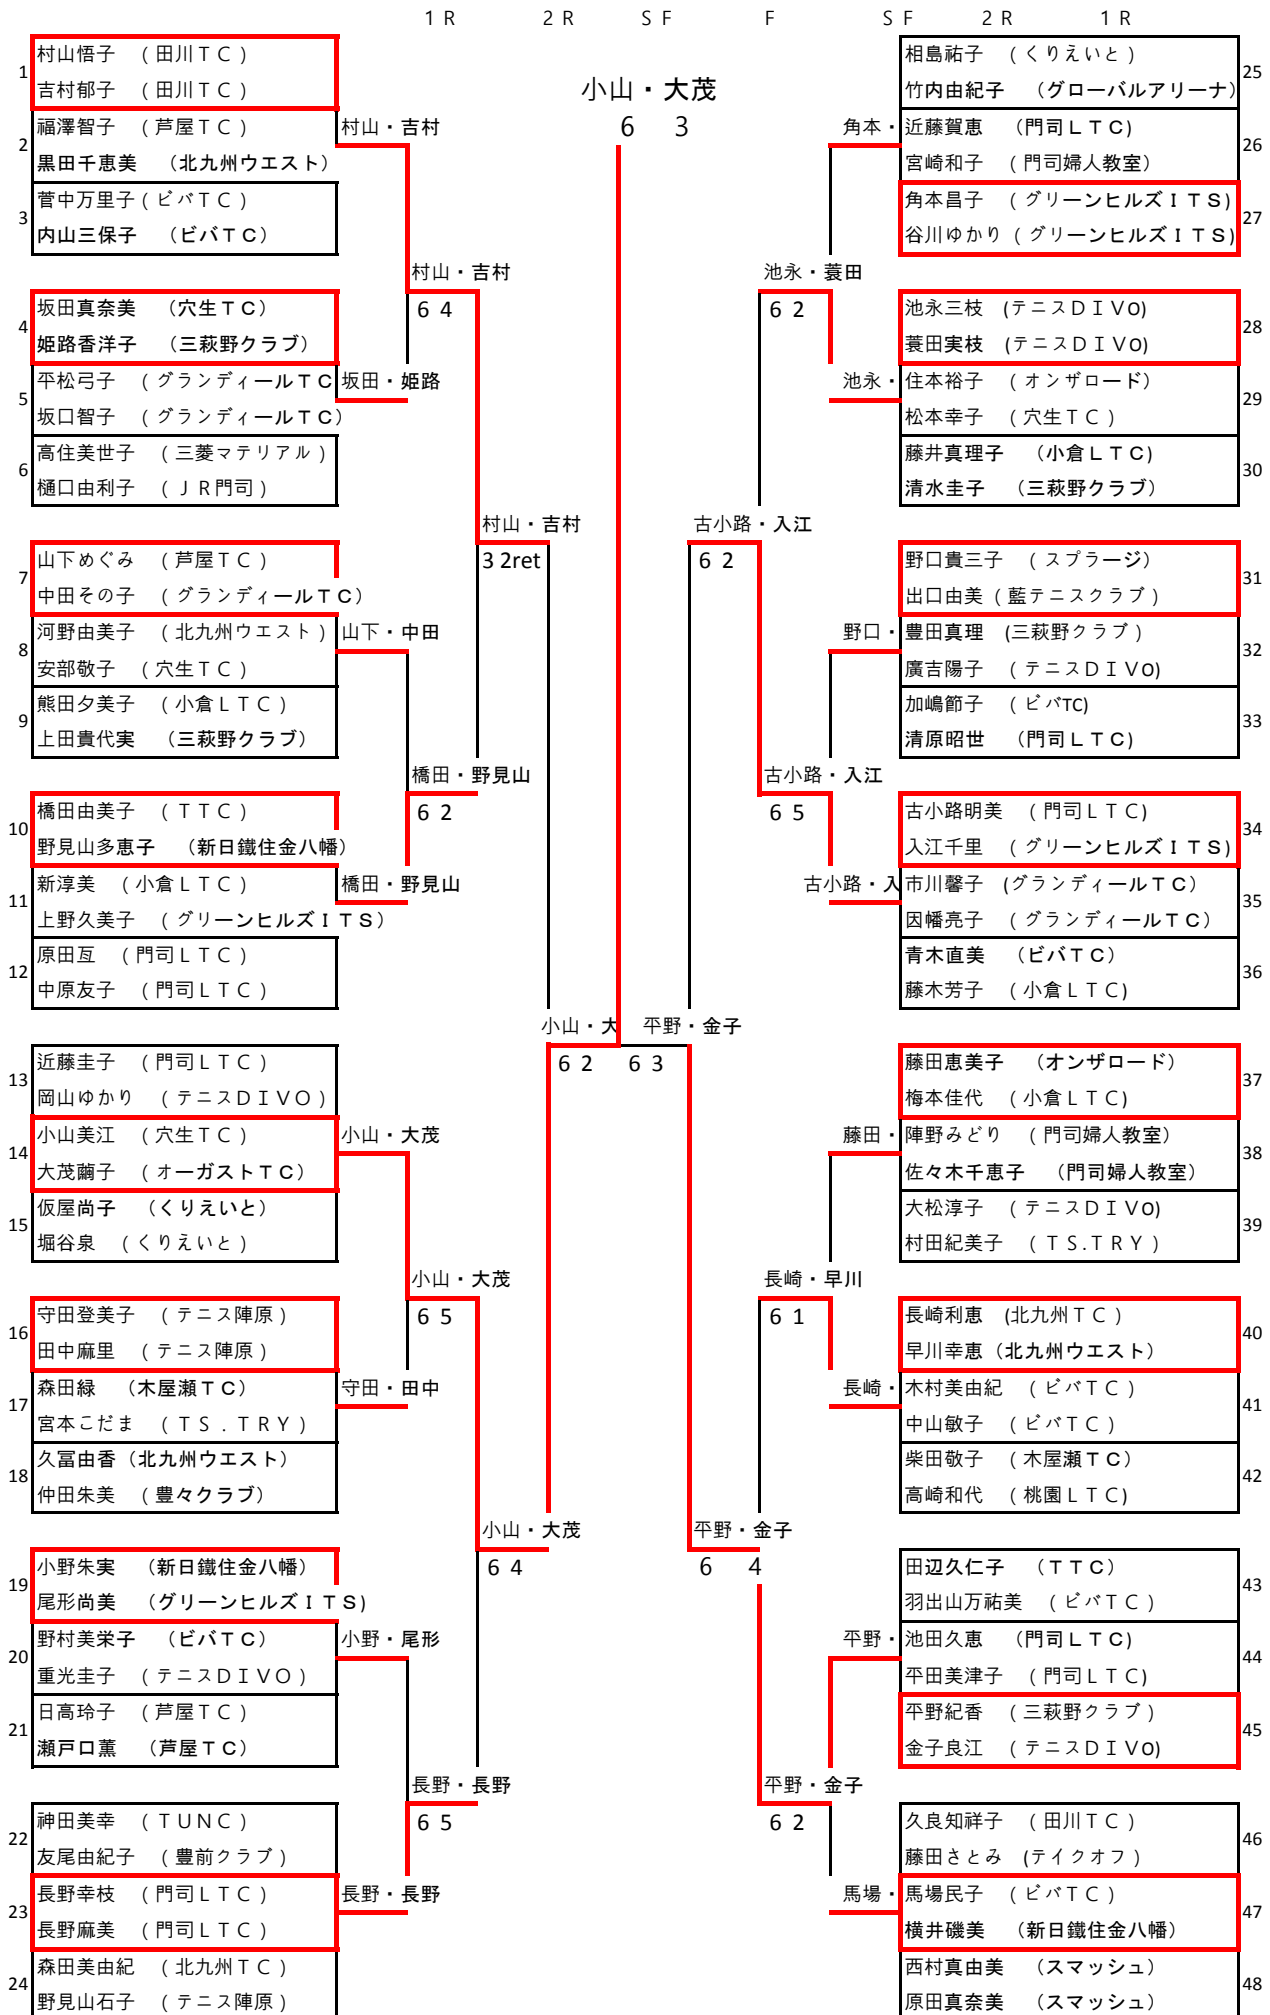 1 R　2 R　S F　F　S F　2 R　1 R
小山・大茂
6　3
1
村山悟子　(田川ＴＣ)
吉村郁子　(田川ＴＣ)
2
福澤智子　(芦屋ＴＣ)
黒田千恵美　(北九州ウエスト)
3
菅中万里子 (ビバＴＣ)
内山三保子　(ビバＴＣ)
4
坂田真奈美　(穴生ＴＣ)
姫路香洋子　(三萩野クラブ)
5
平松弓子　(グランディールＴＣ
坂口智子　(グランディールＴＣ)
6
高住美世子　(三菱マテリアル)
樋口由利子　(ＪＲ門司)
7
山下めぐみ　(芦屋ＴＣ)
中田その子　(グランディールＴＣ)
8
河野由美子　(北九州ウエスト)
安部敬子　(穴生ＴＣ)
9
熊田夕美子　(小倉ＬＴＣ)
上田貴代実　(三萩野クラブ)
10
橋田由美子　(ＴＴＣ)
野見山多恵子　(新日鐵住金八幡)
11
新淳美　(小倉ＬＴＣ)
上野久美子　(グリーンヒルズＩＴＳ)
12
原田亙　(門司ＬＴＣ)
中原友子　(門司ＬＴＣ)
13
近藤圭子　(門司ＬＴＣ)
岡山ゆかり　(テニスＤＩＶＯ)
14
小山美江　(穴生ＴＣ)
大茂繭子　(オーガストＴＣ)
15
仮屋尚子　(くりえいと)
堀谷泉　(くりえいと)
16
守田登美子　(テニス陣原)
田中麻里　(テニス陣原)
17
森田緑　(木屋瀬ＴＣ)
宮本こだま　(ＴＳ．ＴＲＹ)
18
久冨由香 (北九州ウエスト)
仲田朱美　(豊々クラブ)
19
小野朱実　(新日鐵住金八幡)
尾形尚美　(グリーンヒルズＩＴＳ)
20
野村美栄子　(ビバＴＣ)
重光圭子　(テニスＤＩＶＯ)
21
日高玲子　(芦屋ＴＣ)
瀬戸口薫　(芦屋ＴＣ)
22
神田美幸　(ＴＵＮＣ)
友尾由紀子　(豊前クラブ)
23
長野幸枝　(門司ＬＴＣ)
長野麻美　(門司ＬＴＣ)
24
森田美由紀　(北九州ＴＣ)
野見山石子　(テニス陣原)
村山・吉村
坂田・姫路
山下・中田
橋田・野見山
小山・大茂
守田・田中
小野・尾形
長野・長野
村山・吉村
6 4
橋田・野見山
6 2
小山・大茂
6 5
長野・長野
6 5
村山・吉村
3 2ret
小山・大茂
6 4
小山・大
6 2
平野・金子
6 3
古小路・入江
6 2
平野・金子
6　4
池永・蓑田
6 2
古小路・入江
6 5
長崎・早川
6 1
平野・金子
6 2
角本・
池永・
野口・
古小路・入
藤田・
長崎・
平野・
馬場・
相島祐子　(くりえいと)
竹内由紀子　(グローバルアリーナ)
25
近藤賀恵　(門司ＬＴＣ)
宮崎和子　(門司婦人教室)
26
角本昌子　(グリーンヒルズＩＴＳ)
谷川ゆかり (グリーンヒルズＩＴＳ)
27
池永三枝　(テニスＤＩＶＯ)
蓑田実枝　(テニスＤＩＶＯ)
28
住本裕子　(オンザロード)
松本幸子　(穴生ＴＣ)
29
藤井真理子　(小倉ＬＴＣ)
清水圭子　(三萩野クラブ)
30
野口貴三子　(スプラージ)
出口由美 (藍テニスクラブ)
31
豊田真理　(三萩野クラブ)
廣吉陽子　(テニスＤＩＶＯ)
32
加嶋節子　(ビバTC)
清原昭世　(門司ＬＴＣ)
33
古小路明美　(門司ＬＴＣ)
入江千里　(グリーンヒルズＩＴＳ)
34
市川馨子　(グランディールＴＣ)
因幡亮子　(グランディールＴＣ)
35
青木直美　(ビバＴＣ)
藤木芳子　(小倉ＬＴＣ)
36
藤田恵美子　(オンザロード)
梅本佳代　(小倉ＬＴＣ)
37
陣野みどり　(門司婦人教室)
佐々木千恵子　(門司婦人教室)
38
大松淳子　(テニスＤＩＶＯ)
村田紀美子　(ＴＳ.ＴＲＹ)
39
長崎利恵　(北九州ＴＣ)
早川幸恵 (北九州ウエスト)
40
木村美由紀　(ビバＴＣ)
中山敏子　(ビバＴＣ)
41
柴田敬子　(木屋瀬ＴＣ)
高崎和代　(桃園ＬＴＣ)
42
田辺久仁子　(ＴＴＣ)
羽出山万祐美　(ビバＴＣ)
43
池田久恵　(門司ＬＴＣ)
平田美津子　(門司ＬＴＣ)
44
平野紀香　(三萩野クラブ)
金子良江　(テニスＤＩＶＯ)
45
久良知祥子　(田川ＴＣ)
藤田さとみ　(テイクオフ)
46
馬場民子　(ビバＴＣ)
横井磯美　(新日鐵住金八幡)
47
西村真由美　(スマッシュ)
原田真奈美　(スマッシュ)
48